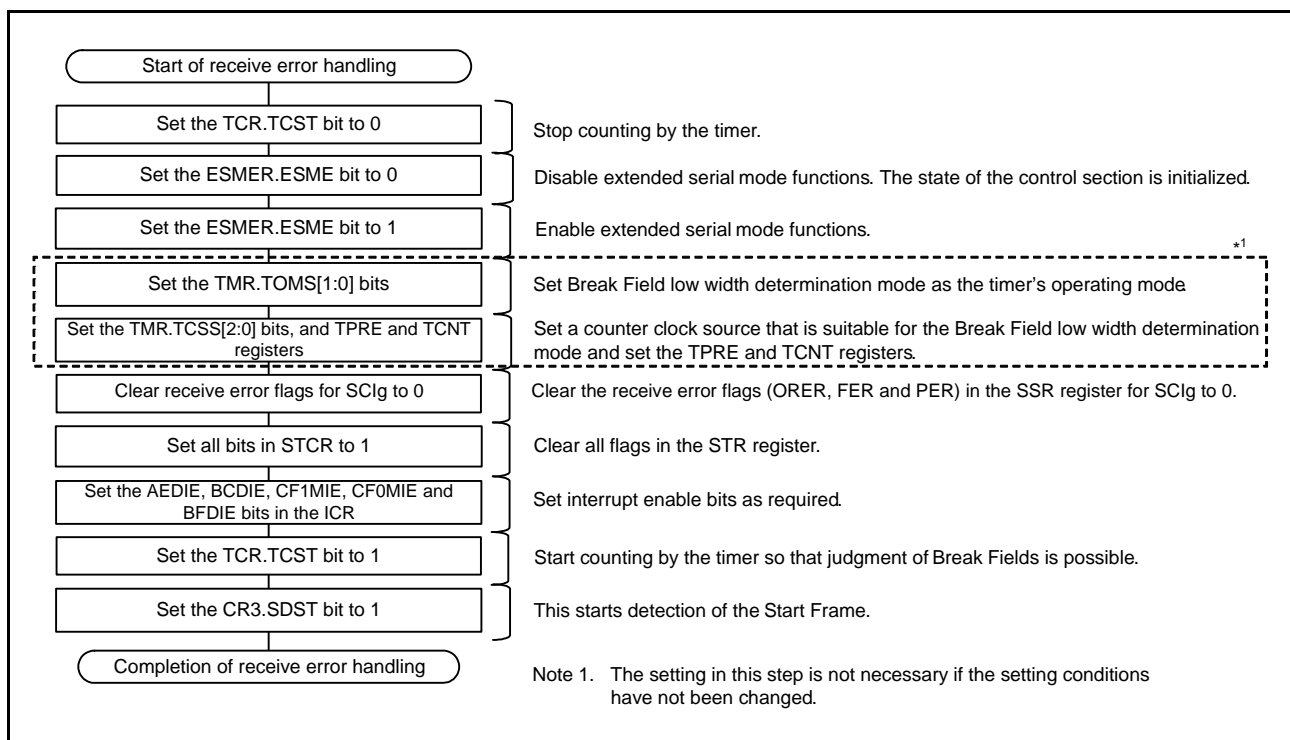 Start of receive error handling
Set the TCR.TCST bit to 0
Stop counting by the timer.
Set the ESMER.ESME bit to 0
Disable extended serial mode functions. The state of the control section is initialized.
Set the ESMER.ESME bit to 1
Enable extended serial mode functions.
*1
Set the TMR.TOMS[1:0] bits
Set Break Field low width determination mode as the timer's operating mode.
Set the TMR.TCSS[2:0] bits, and TPRE and TCNT
registers
Set a counter clock source that is suitable for the Break Field low width determination
mode and set the TPRE and TCNT registers.
Clear receive error flags for SCIg to 0
Clear the receive error flags (ORER, FER and PER) in the SSR register for SCIg to 0.
Set all bits in STCR to 1
Clear all flags in the STR register.
Set the AEDIE, BCDIE, CF1MIE, CF0MIE and
BFDIE bits in the ICR
Set interrupt enable bits as required.
Set the TCR.TCST bit to 1
Start counting by the timer so that judgment of Break Fields is possible.
Set the CR3.SDST bit to 1
This starts detection of the Start Frame.
Completion of receive error handling
Note 1. The setting in this step is not necessary if the setting conditions
have not been changed.